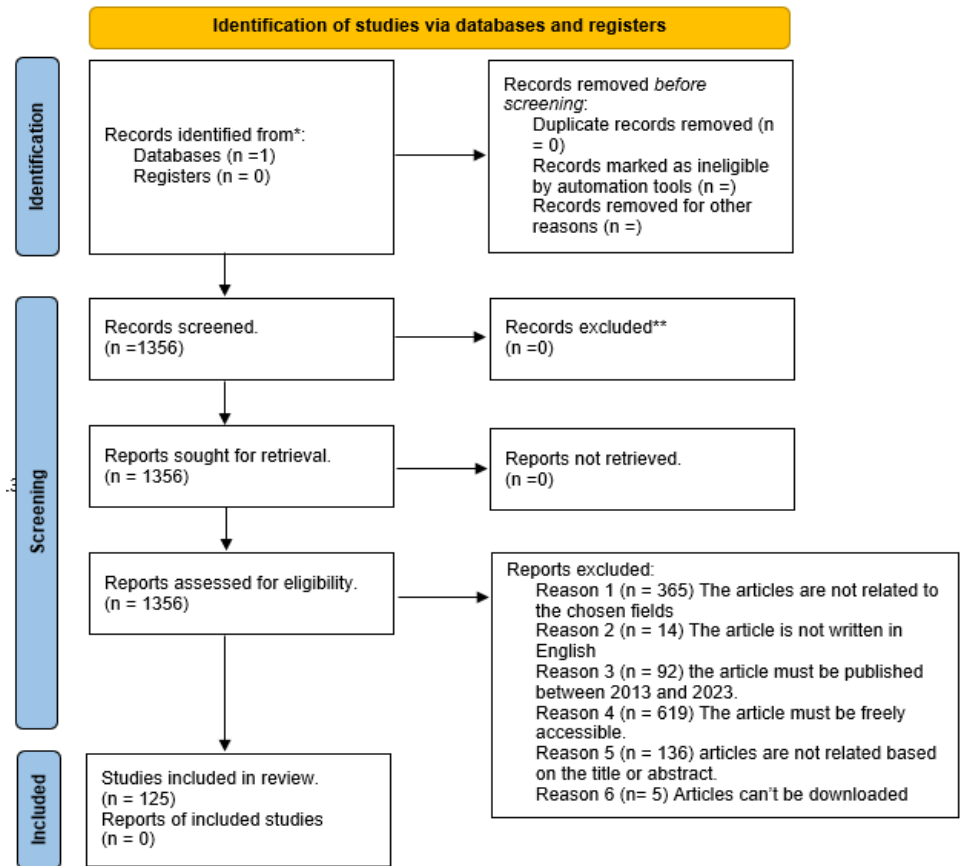 Identification of studies via databases and registers
Identification
Records identified from*:
Databases (n =1)
Registers (n = 0)
Records removed before
screening:
Duplicate records removed (n
= 0)
Records marked as ineligible
by automation tools (n =)
Records removed for other
reasons (n =)
Screening
Records screened.
(n =1356)
Records excluded**
(n =0)
Reports sought for retrieval.
(n = 1356)
Reports not retrieved.
(n =0)
Reports assessed for eligibility.
(n = 1356)
Reports excluded:
Reason 1 (n = 365) The articles are not related to
the chosen fields
Reason 2 (n = 14) The article is not written in
English
Reason 3 (n = 92) the article must be published
between 2013 and 2023.
Reason 4 (n = 619) The article must be freely
accessible.
Reason 5 (n = 136) articles are not related based
on the title or abstract.
Reason 6 (n= 5) Articles can't be downloaded
Included
Studies included in review.
(n = 125)
Reports of included studies
(n = 0)